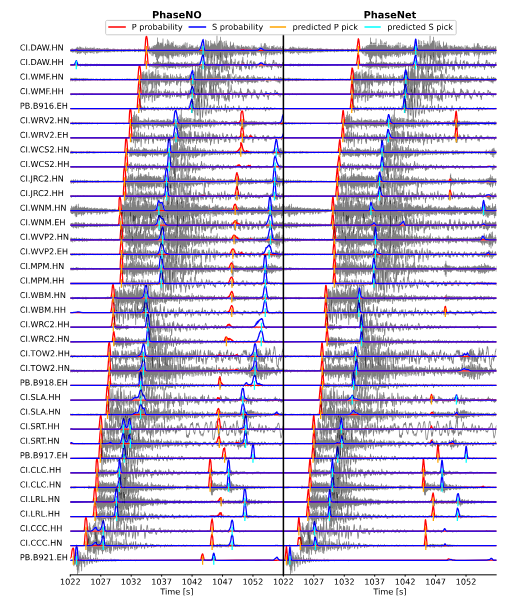 PhaseNO PhaseNet
P probability S probability predicted P pick predicted S pick
CI.DAW.HN
CI.DAW.HH
CI.WMF.HN
CI.WMF.HH
PB.B916.EH
CI.WRV2.HN
CI.WRV2.EH
CI.WCS2.HN
CI.WCS2.HH
CI.JRC2.HN
CI.JRC2.HH
CI.WNM.HN
CI.WNM.EH
CI.WVP2.HN
CI.WVP2.EH
CI.MPM.HN
CI.MPM.HH
CI.WBM.HN
CI.WBM.HH
CI.WRC2.HH
CI.WRC2.HN
CI.TOW2.HH
CI.TOW2.HN
PB.B918.EH
CI.SLA.HH
CI.SLA.HN
CI.SRT.HH
CI.SRT.HN
PB.B917.EH
CI.CLC.HH
CI.CLC.HN
CI.LRL.HN
CI.LRL.HH
CI.CCC.HH
CI.CCC.HN
PB.B921.EH
1022 1027 1032 1037 1042 1047 1052 1022 1027 1032 1037 1042 1047 1052
Time [s] Time [s]